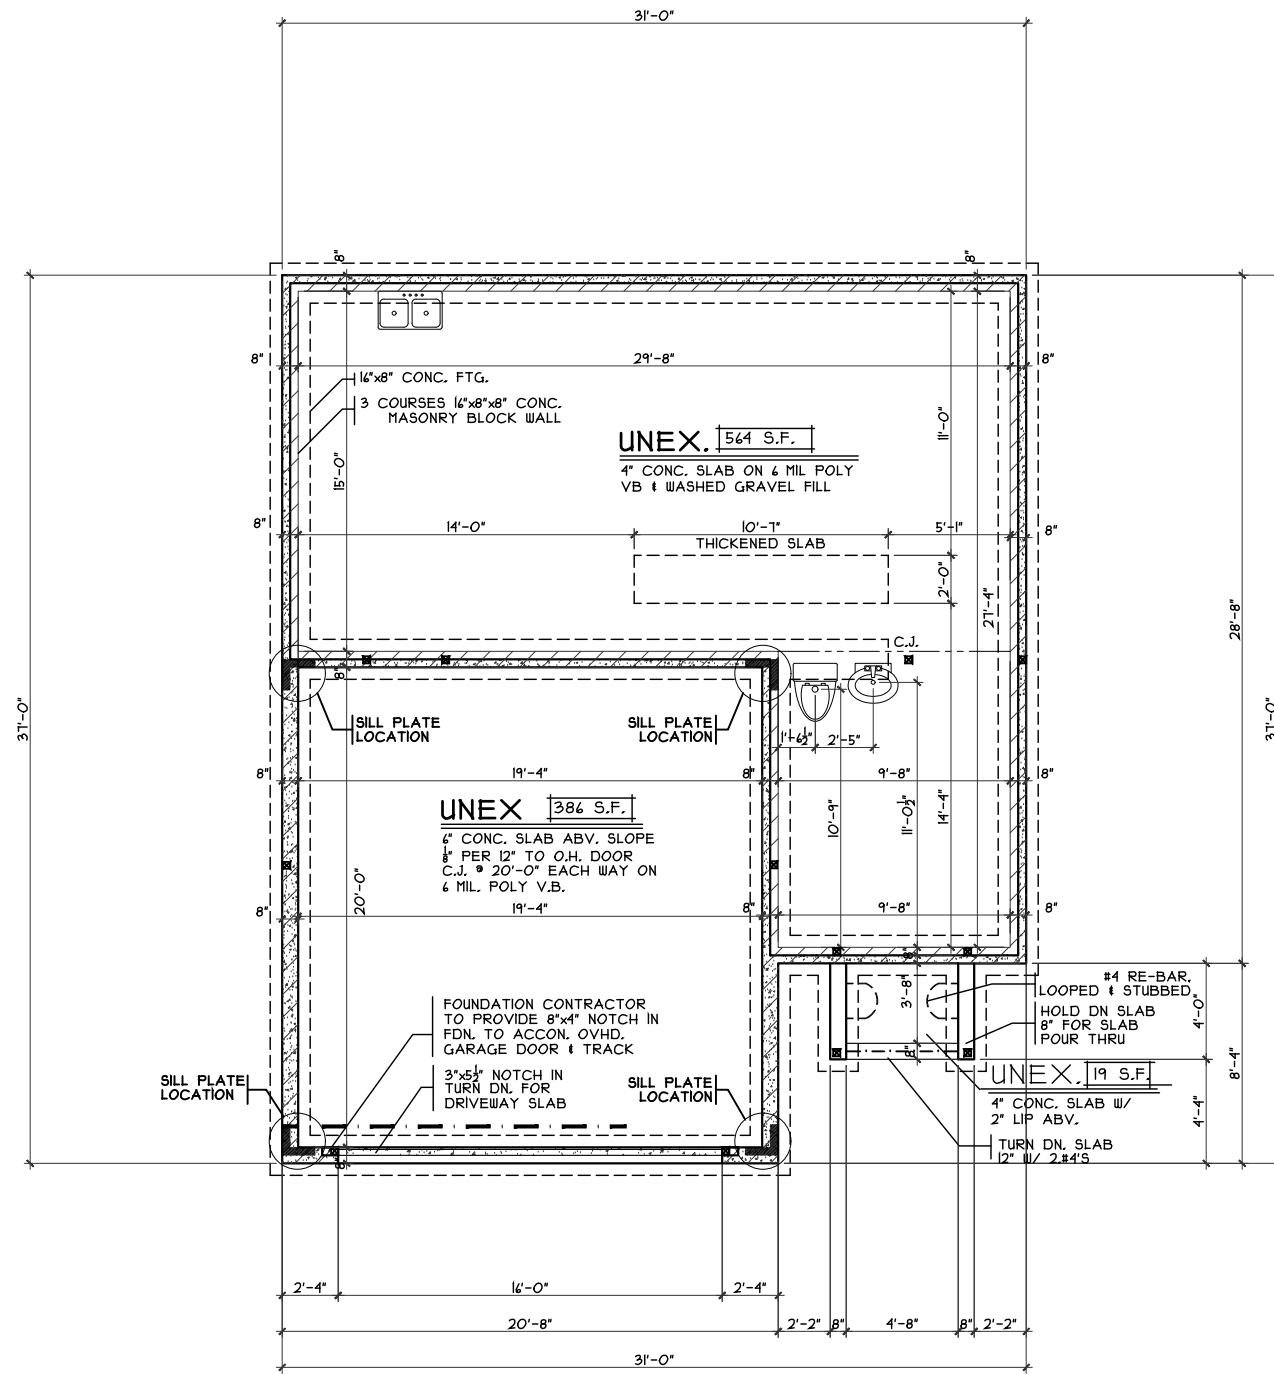 31'-0"
8"
8"
8"
29'-8"
8"
16"x8" CONC. FTG.
3 COURSES 16"x8"x8" CONC.
MASONRY BLOCK WALL
11'-0"
UNEX. 564 S.F.
4" CONC. SLAB ON 6 MIL POLY
VB & WASHED GRAVEL FILL
15'-0"
8"
14'-0"
10'-7"
5'-1"
8"
THICKENED SLAB
2'-0"
27'-4"
28'-8"
C.J.
8"
37'-0"
37'-0"
SILL PLATE
LOCATION
SILL PLATE
LOCATION
1'-6½"
2'-5"
8"
19'-4"
8"
9'-8"
8"
UNEX 386 S.F.
6" CONC. SLAB ABV. SLOPE
⅛" PER 12" TO O.H. DOOR
C.J. @ 20'-0" EACH WAY ON
6 MIL. POLY V.B.
10'-9"
11'-0½"
14'-4"
20'-0"
8"
19'-4"
8"
9'-8"
8"
8"
#4 RE-BAR.
LOOPED & STUBBED
3'-8"
4'-0"
HOLD DN SLAB
8" FOR SLAB
POUR THRU
FOUNDATION CONTRACTOR
TO PROVIDE 8"x4" NOTCH IN
FDN. TO ACCON. OVHD.
GARAGE DOOR & TRACK
8"
8'-4"
3"x5½" NOTCH IN
TURN DN. FOR
DRIVEWAY SLAB
SILL PLATE
LOCATION
SILL PLATE
LOCATION
UNEX. 19 S.F.
4" CONC. SLAB W/
2" LIP ABV.
4'-4"
TURN DN. SLAB
12" W/ 2.#4'S
8"
2'-4"
16'-0"
2'-4"
20'-8"
2'-2"
8"
4'-8"
8"
2'-2"
31'-0"